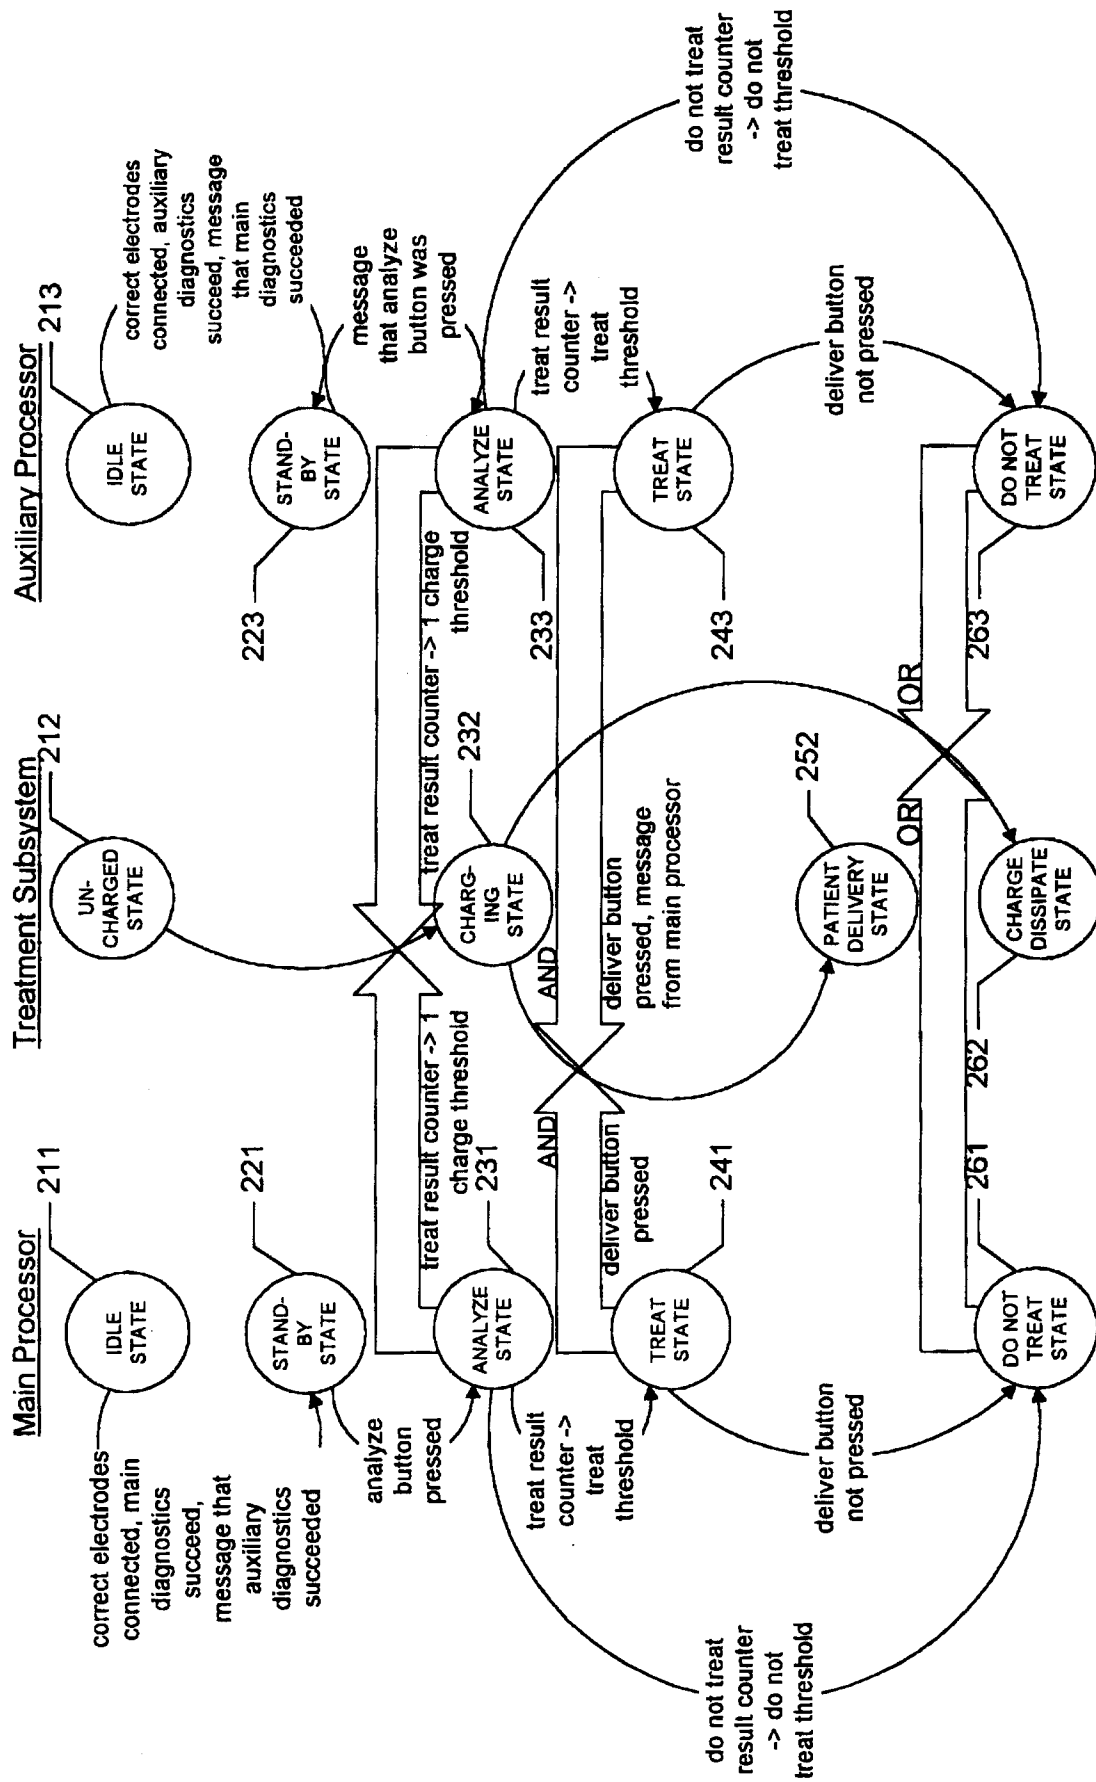 Main Processor
Treatment Subsystem
Auxiliary Processor
211
212
213
IDLE
STATE
UN-
CHARGED
STATE
IDLE
STATE
correct electrodes
connected, main
diagnostics
succeed,
message that
auxiliary
diagnostics
succeeded
correct electrodes
connected, auxiliary
diagnostics
succeed, message
that main
diagnostics
succeeded
221
STAND-
BY
STATE
223
STAND-
BY
STATE
analyze
button
pressed
message
that analyze
button was
pressed
treat result counter -> 1
charge threshold
treat result counter -> 1 charge
threshold
231
ANALYZE
STATE
232
CHARG-
ING
STATE
233
ANALYZE
STATE
treat result
counter ->
treat
threshold
treat result
counter ->
treat
threshold
AND
AND
deliver button
pressed
deliver button
pressed, message
from main processor
241
TREAT
STATE
243
TREAT
STATE
do not treat
result counter
-> do not
treat threshold
do not treat
result counter
-> do not
treat threshold
deliver button
not pressed
deliver button
not pressed
252
PATIENT
DELIVERY
STATE
OR
OR
261
262
263
DO NOT
TREAT
STATE
CHARGE
DISSIPATE
STATE
DO NOT
TREAT
STATE